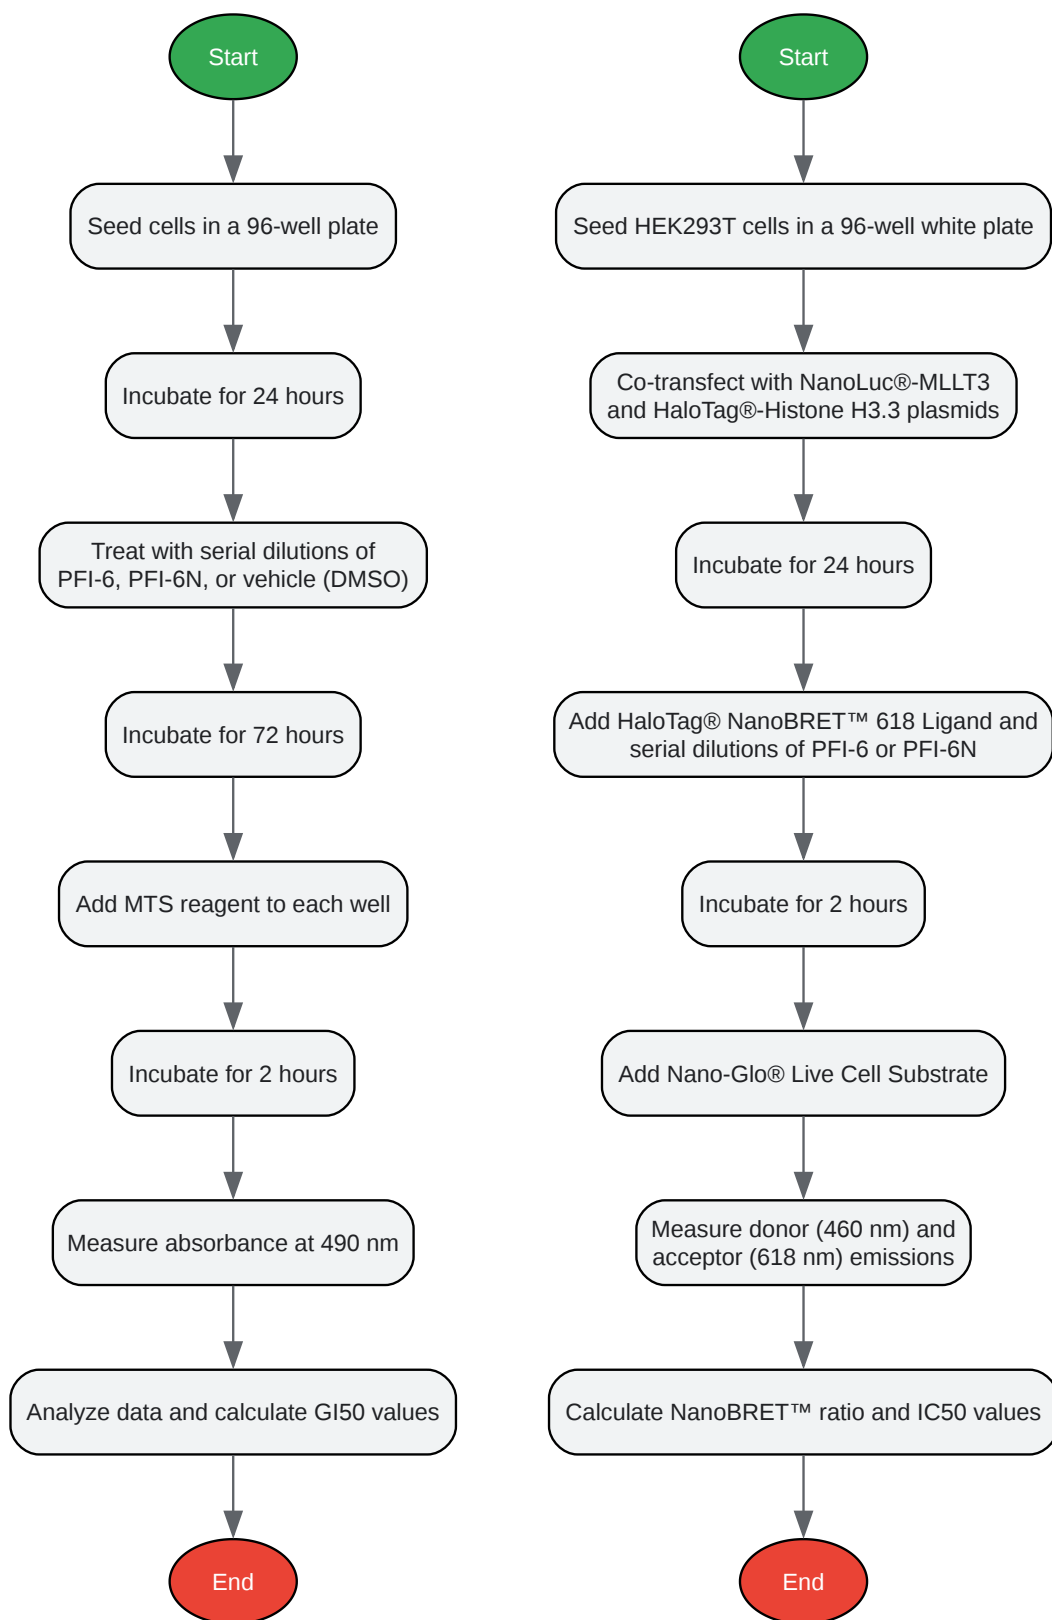 Start
Seed cells in a 96-well plate
Incubate for 24 hours
Treat with serial dilutions of
PFI-6, PFI-6N, or vehicle (DMSO)
Incubate for 72 hours
Add MTS reagent to each well
Incubate for 2 hours
Measure absorbance at 490 nm
Analyze data and calculate GI50 values
End
Start
Seed HEK293T cells in a 96-well white plate
Co-transfect with NanoLuc®-MLLT3
and HaloTag®-Histone H3.3 plasmids
Incubate for 24 hours
Add HaloTag® NanoBRET™ 618 Ligand and
serial dilutions of PFI-6 or PFI-6N
Incubate for 2 hours
Add Nano-Glo® Live Cell Substrate
Measure donor (460 nm) and
acceptor (618 nm) emissions
Calculate NanoBRET™ ratio and IC50 values
End